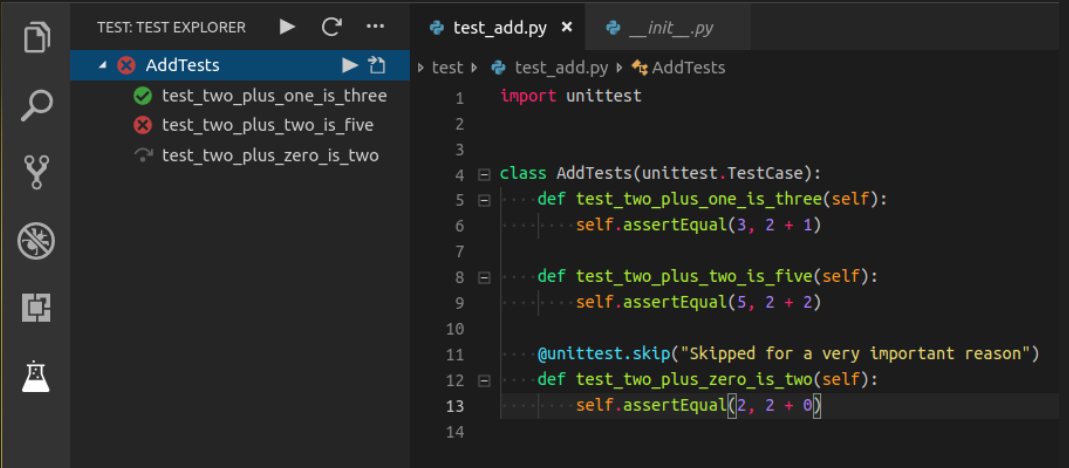 TEST: TEST EXPLORER
AddTests
test_two_plus_one_is_three
test_two_plus_two_is_five
test_two_plus_zero_is_two
test_add.py
__init__.py
test test_add.py AddTests
1 import unittest
2
3
4 class AddTests(unittest.TestCase):
5 ····def test_two_plus_one_is_three(self):
6 ········self.assertEqual(3, 2 + 1)
7
8 ····def test_two_plus_two_is_five(self):
9 ········self.assertEqual(5, 2 + 2)
10
11 ····@unittest.skip("Skipped for a very important reason")
12 ····def test_two_plus_zero_is_two(self):
13 ········self.assertEqual(2, 2 + 0)
14